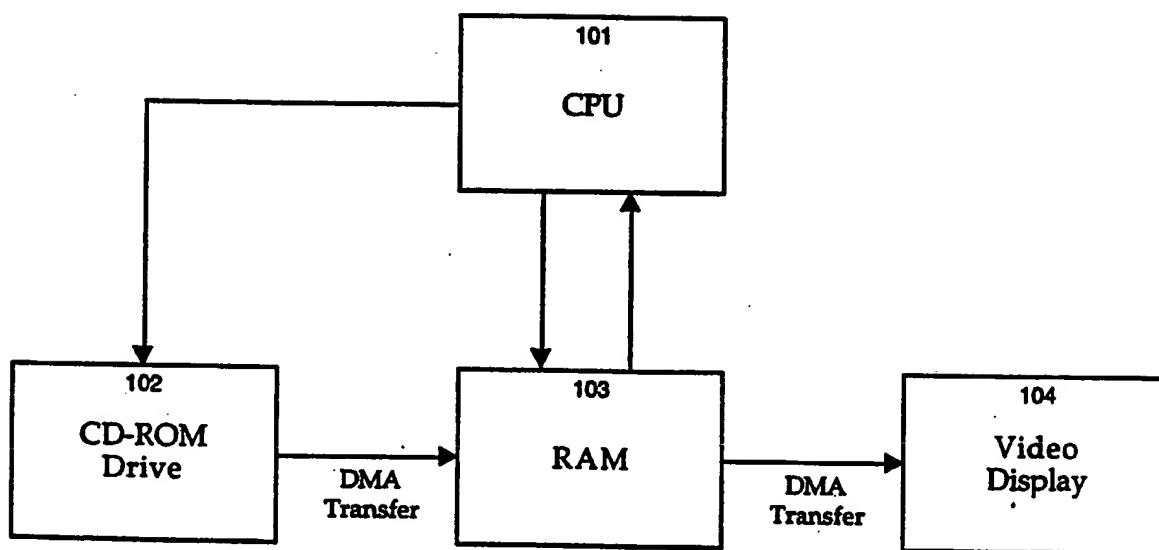 101
CPU
102
CD-ROM
Drive
DMA
Transfer
103
RAM
DMA
Transfer
104
Video
Display